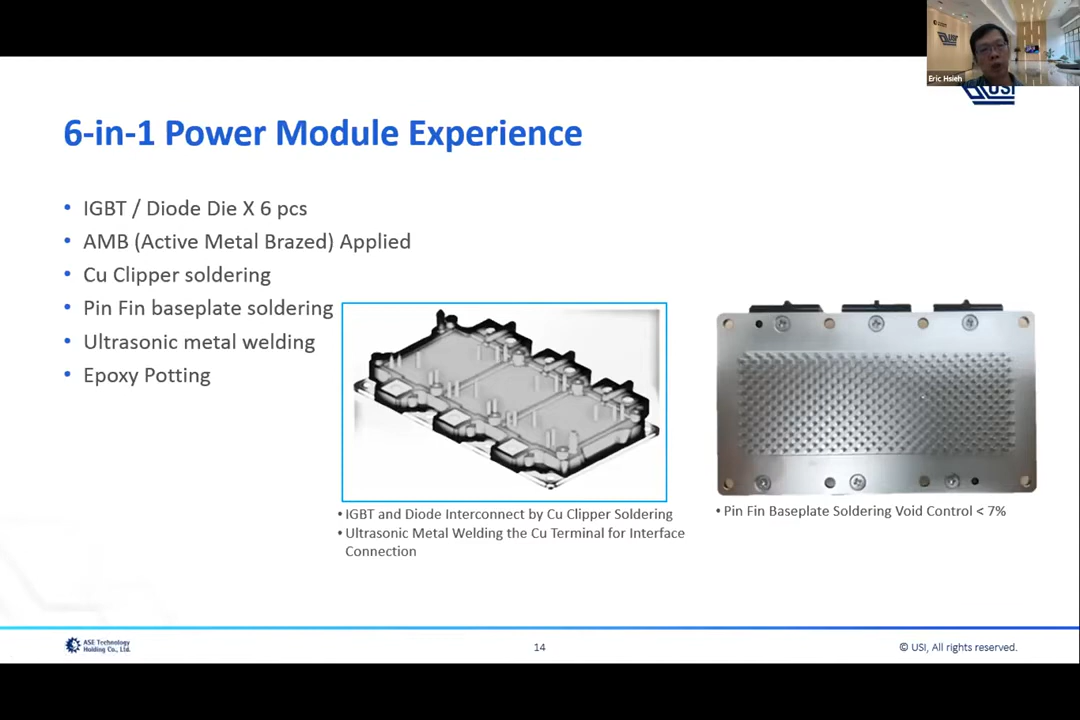 Eric Hsieh
USI
6-in-1 Power Module Experience
• IGBT / Diode Die X 6 pcs
• AMB (Active Metal Brazed) Applied
• Cu Clipper soldering
• Pin Fin baseplate soldering
• Ultrasonic metal welding
• Epoxy Potting
• IGBT and Diode Interconnect by Cu Clipper Soldering
• Ultrasonic Metal Welding the Cu Terminal for Interface
Connection
• Pin Fin Baseplate Soldering Void Control < 7%
ASE Technology
Holding Co., Ltd.
14
© USI, All rights reserved.